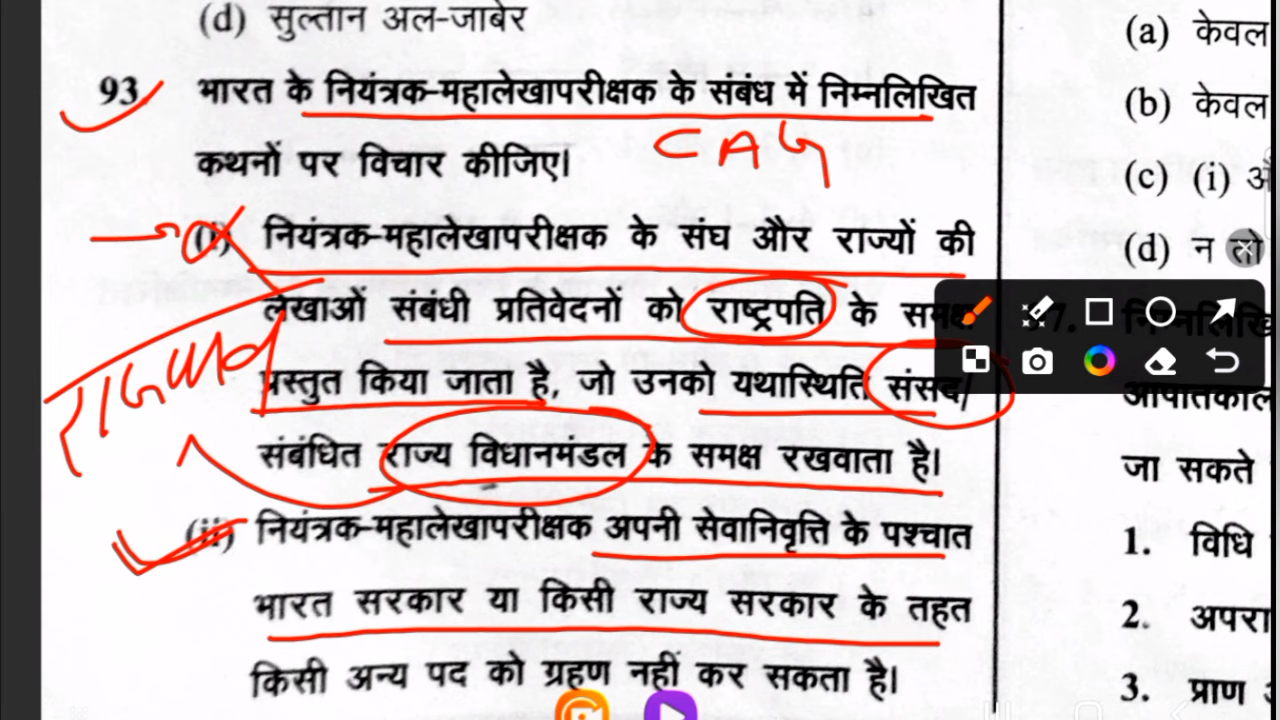 (d) सुल्तान अल-जाबेर
93 भारत के नियंत्रक-महालेखापरीक्षक के संबंध में निम्नलिखित
कथनों पर विचार कीजिए।
CAG
(i) नियंत्रक-महालेखापरीक्षक के संघ और राज्यों की
लेखाओं संबंधी प्रतिवेदनों को राष्ट्रपति के समक्ष
प्रस्तुत किया जाता है, जो उनको यथास्थिति संसद/
संबंधित राज्य विधानमंडल के समक्ष रखवाता है।
राज्यपाल
(ii) नियंत्रक-महालेखापरीक्षक अपनी सेवानिवृत्ति के पश्चात
भारत सरकार या किसी राज्य सरकार के तहत
किसी अन्य पद को ग्रहण नहीं कर सकता है।
(a) केवल
(b) केवल
(c) (i)
(d) न तो
7.
आपातकाल
जा सकते
1. विधि
2. अपरा
3. प्राण